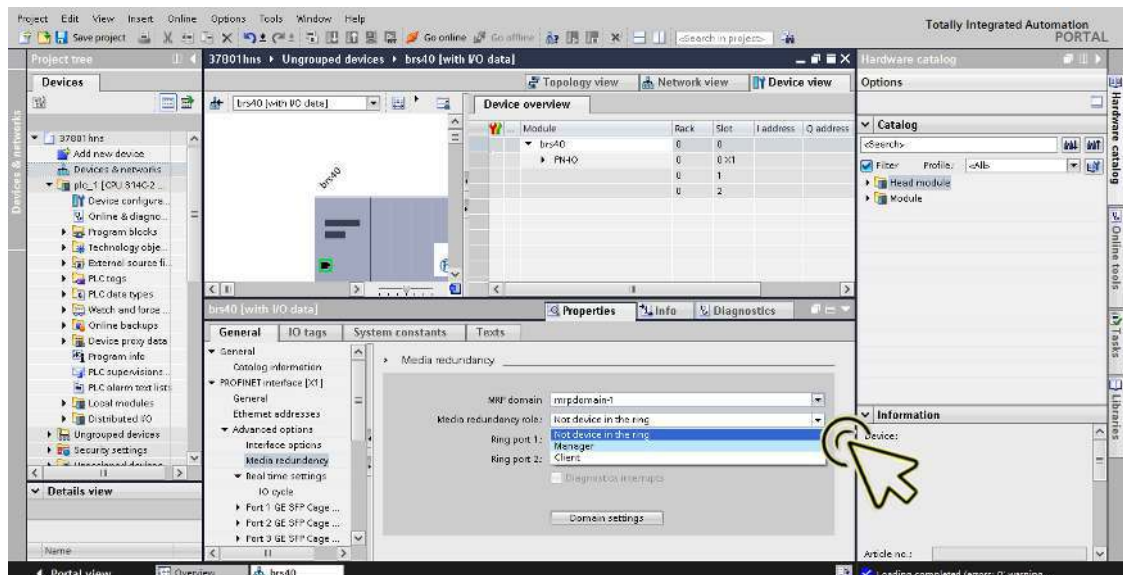 Project Edit View Insert Online Options Tools Window Help
Totally Integrated Automation
PORTAL
Save project
Go online
Go offline
<Search in project>
Project tree
Devices
Devices & networks
37801hns
Add new device
Devices & networks
plc_1 [CPU 314C-2 ...
Device configura...
Online & diagno...
Program blocks
Technology obje...
External source fi...
PLC tags
PLC data types
Watch and force ...
Online backups
Device proxy data
Program info
PLC supervisions...
PLC alarm text lists
Local modules
Distributed I/O
Ungrouped devices
Security settings
Details view
Name
37801hns ▸ Ungrouped devices ▸ brs40 [with I/O data]
Topology view
Network view
Device view
brs40 [with I/O data]
brs40
Device overview
... Module Rack Slot I address Q address
brs40 0 0
PN-IO 0 0 X1
0 1
0 2
brs40 [with I/O data]
Properties
Info
Diagnostics
General
IO tags
System constants
Texts
General
Catalog information
PROFINET interface [X1]
General
Ethernet addresses
Advanced options
Interface options
Media redundancy
Real time settings
IO cycle
Port 1 GE SFP Cage ...
Port 2 GE SFP Cage ...
Port 3 GE SFP Cage ...
Media redundancy
MRP domain mrpdomain-1
Media redundancy role: Not device in the ring
Not device in the ring
Manager
Client
Ring port 1:
Ring port 2:
Diagnostics interrupts
Domain settings
Hardware catalog
Options
Catalog
<Search>
Filter Profile: <All>
Head module
Module
Information
Device:
Article no.:
Hardware catalog
Online tools
Tasks
Libraries
Portal view
Overview
brs40
Loading completed (errors: 0; warning...